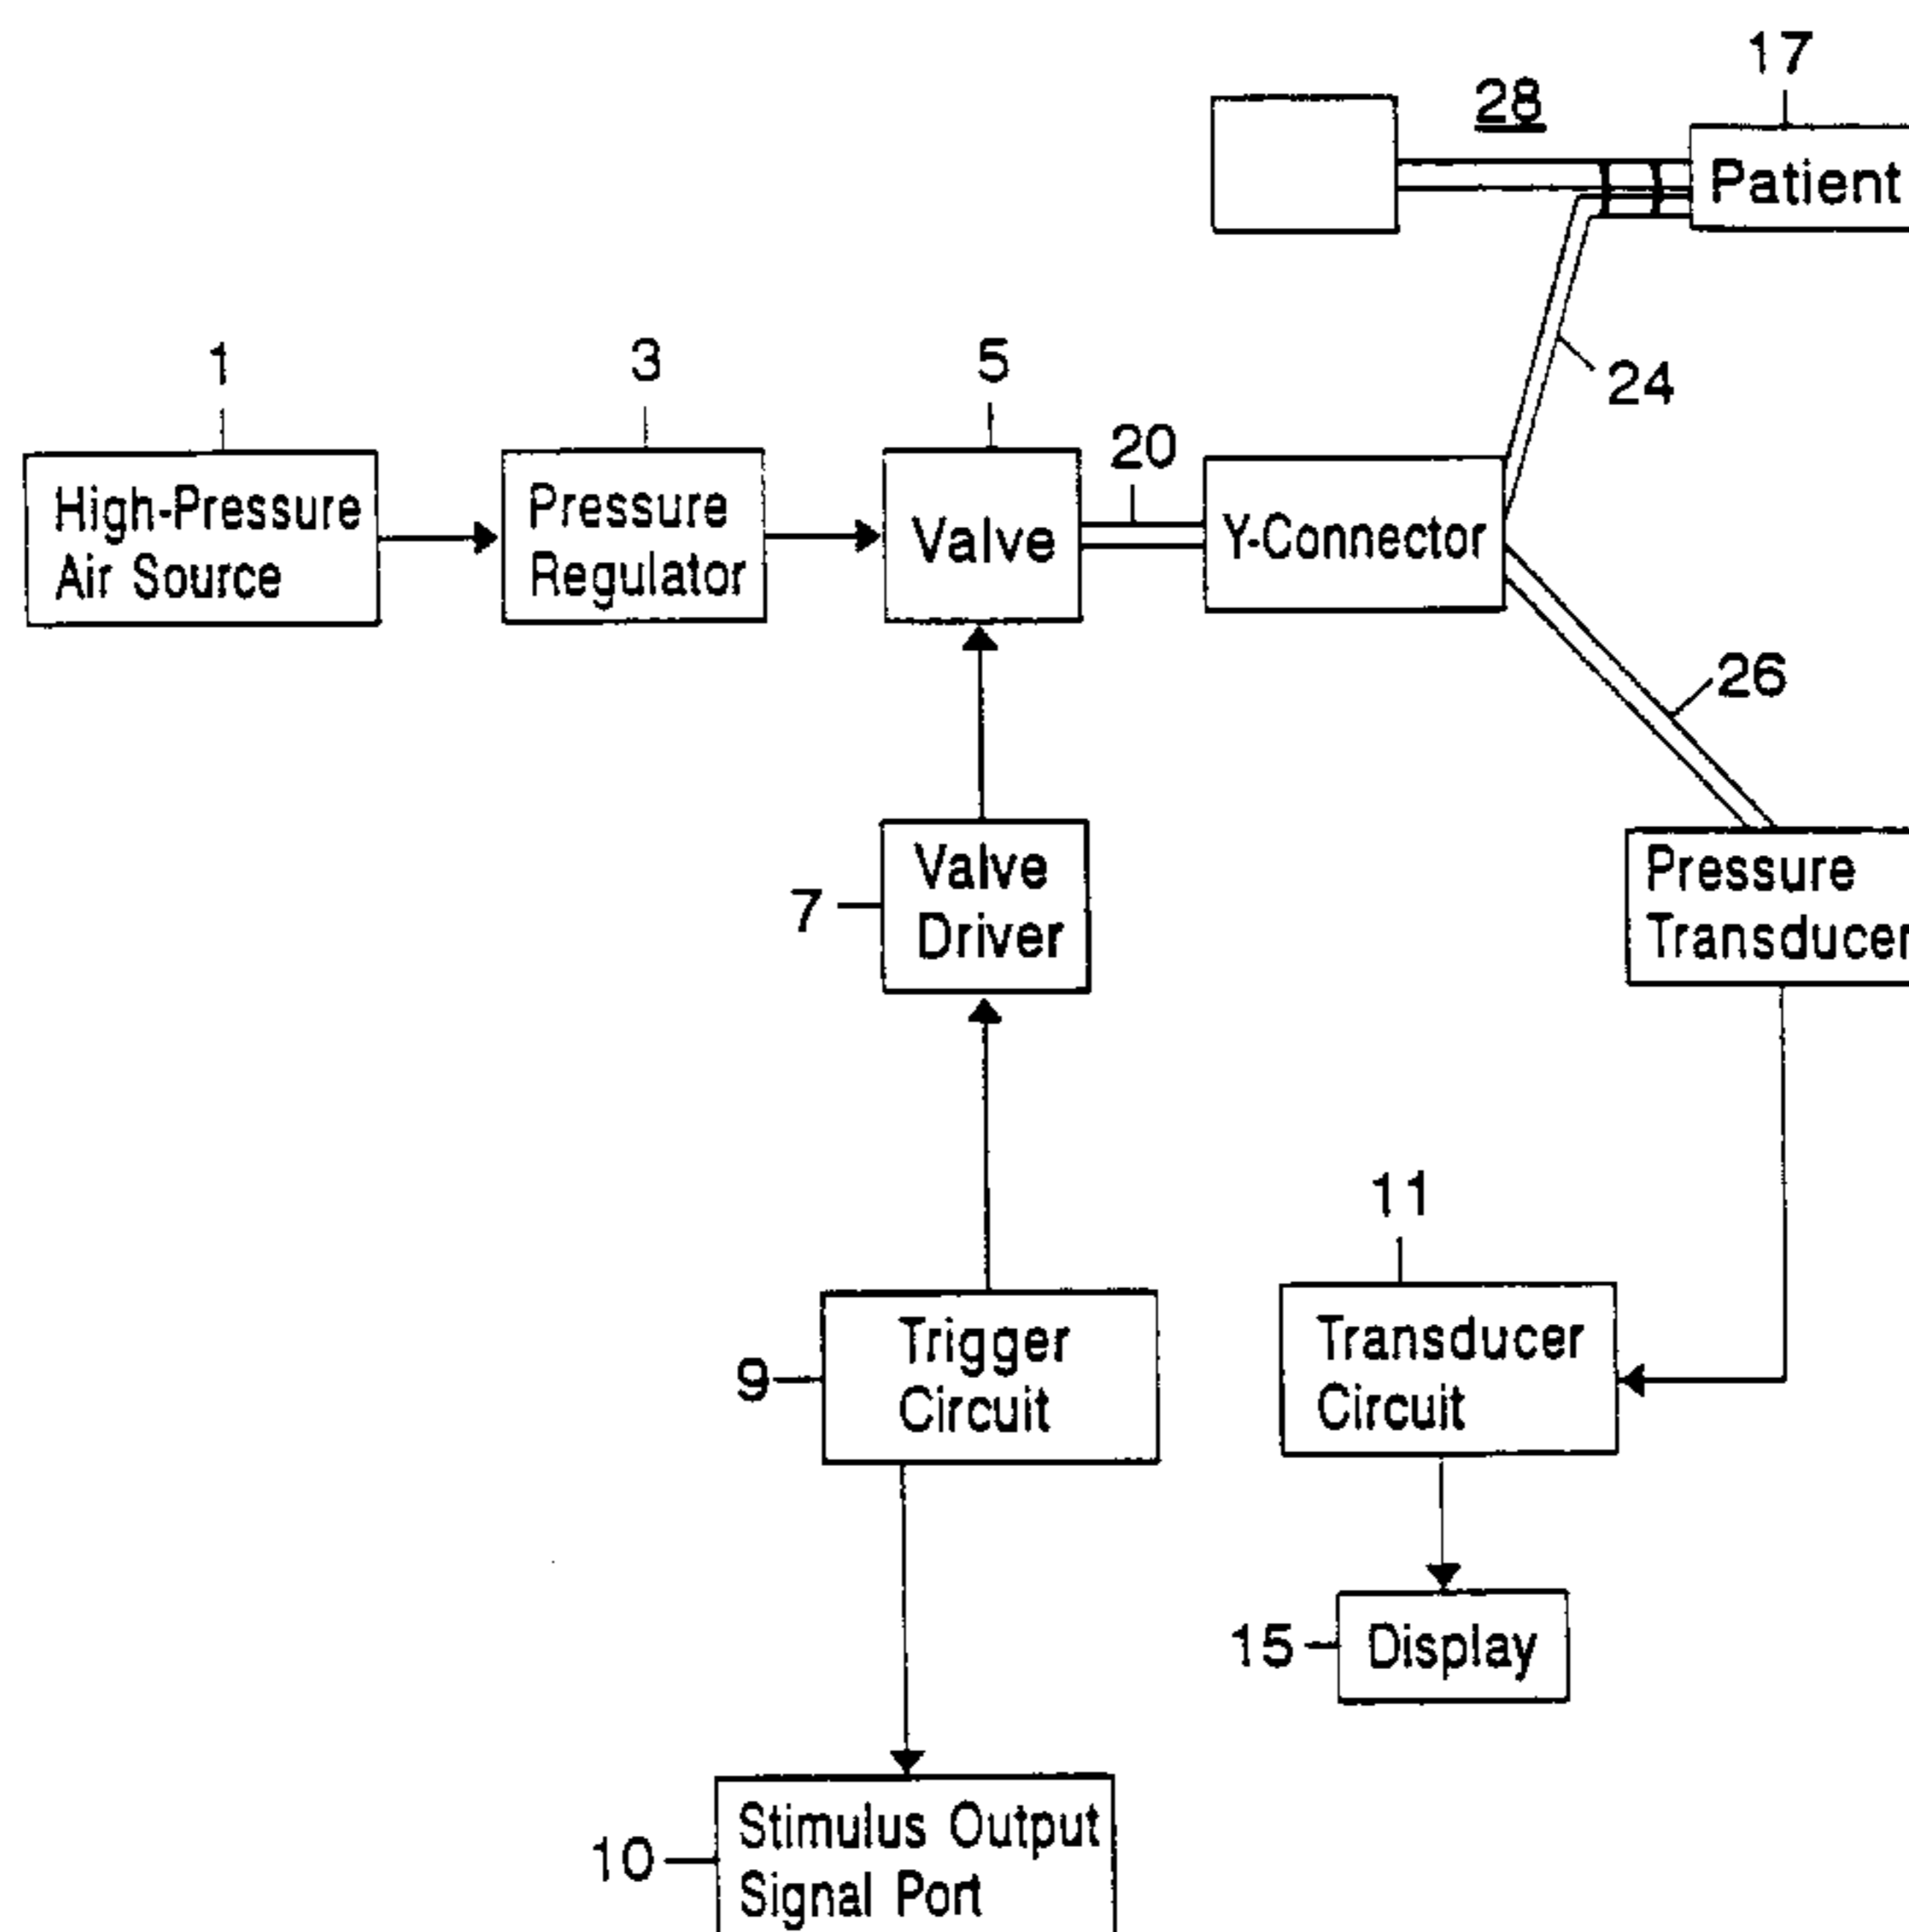 17
28
Patient
1
3
5
20
24
High-Pressure
Air Source
Pressure
Regulator
Valve
Y-Connector
26
7
Valve
Driver
Pressure
Transducer
11
9
Trigger
Circuit
Transducer
Circuit
15
Display
10
Stimulus Output
Signal Port